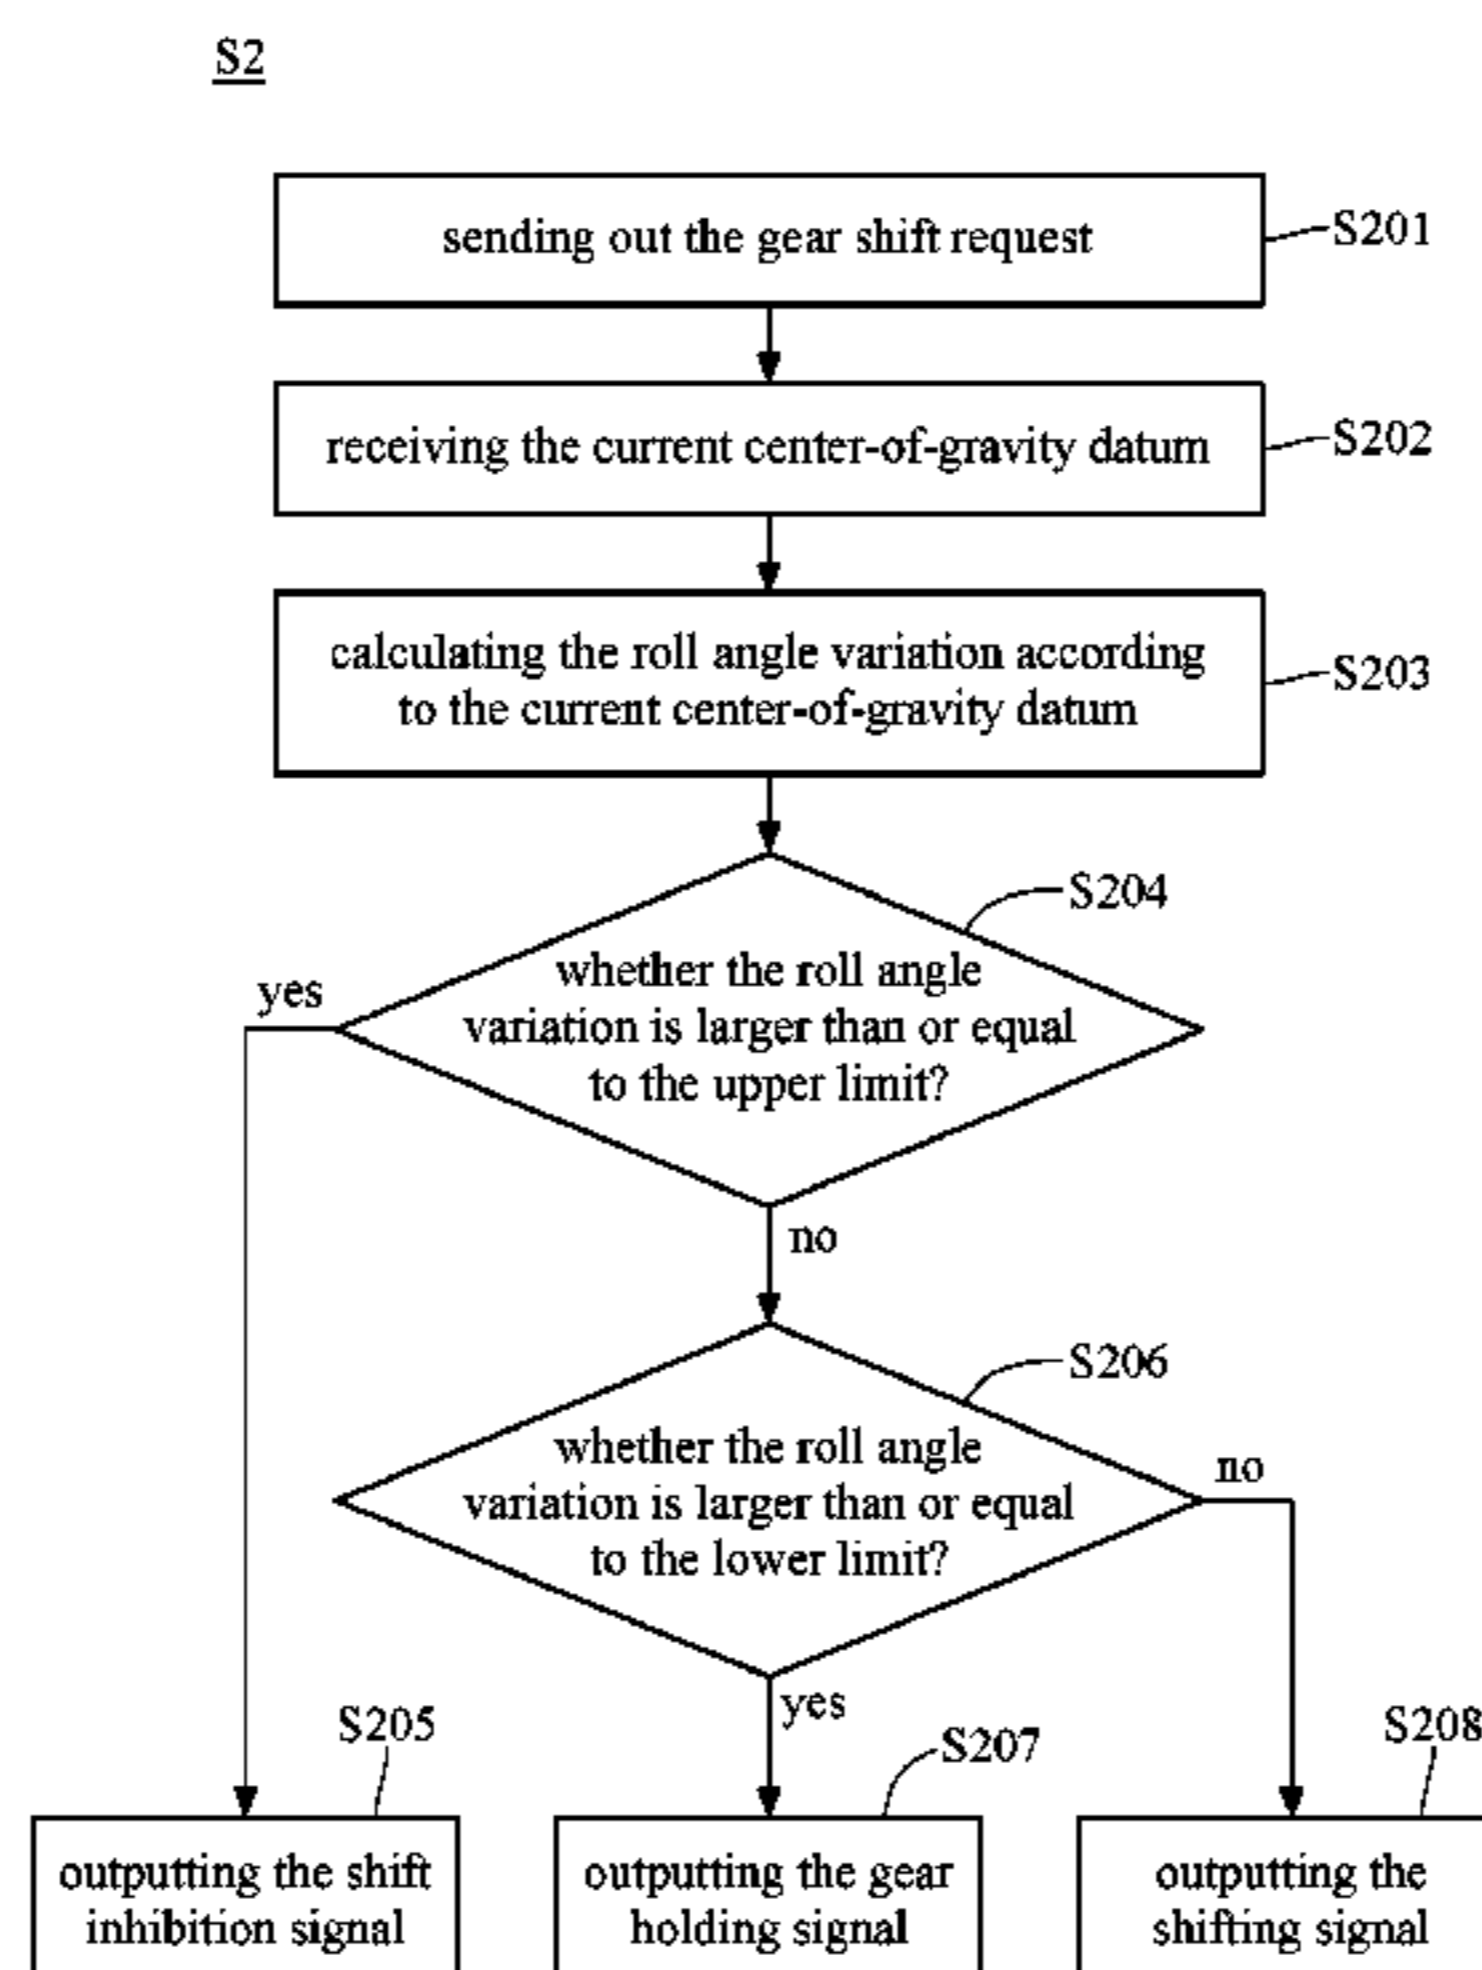 S2
sending out the gear shift request
S201
receiving the current center-of-gravity datum
S202
calculating the roll angle variation according
to the current center-of-gravity datum
S203
S204
whether the roll angle
variation is larger than or equal
to the upper limit?
yes
no
S206
whether the roll angle
variation is larger than or equal
to the lower limit?
no
yes
S205
S207
S208
outputting the shift
inhibition signal
outputting the gear
holding signal
outputting the
shifting signal